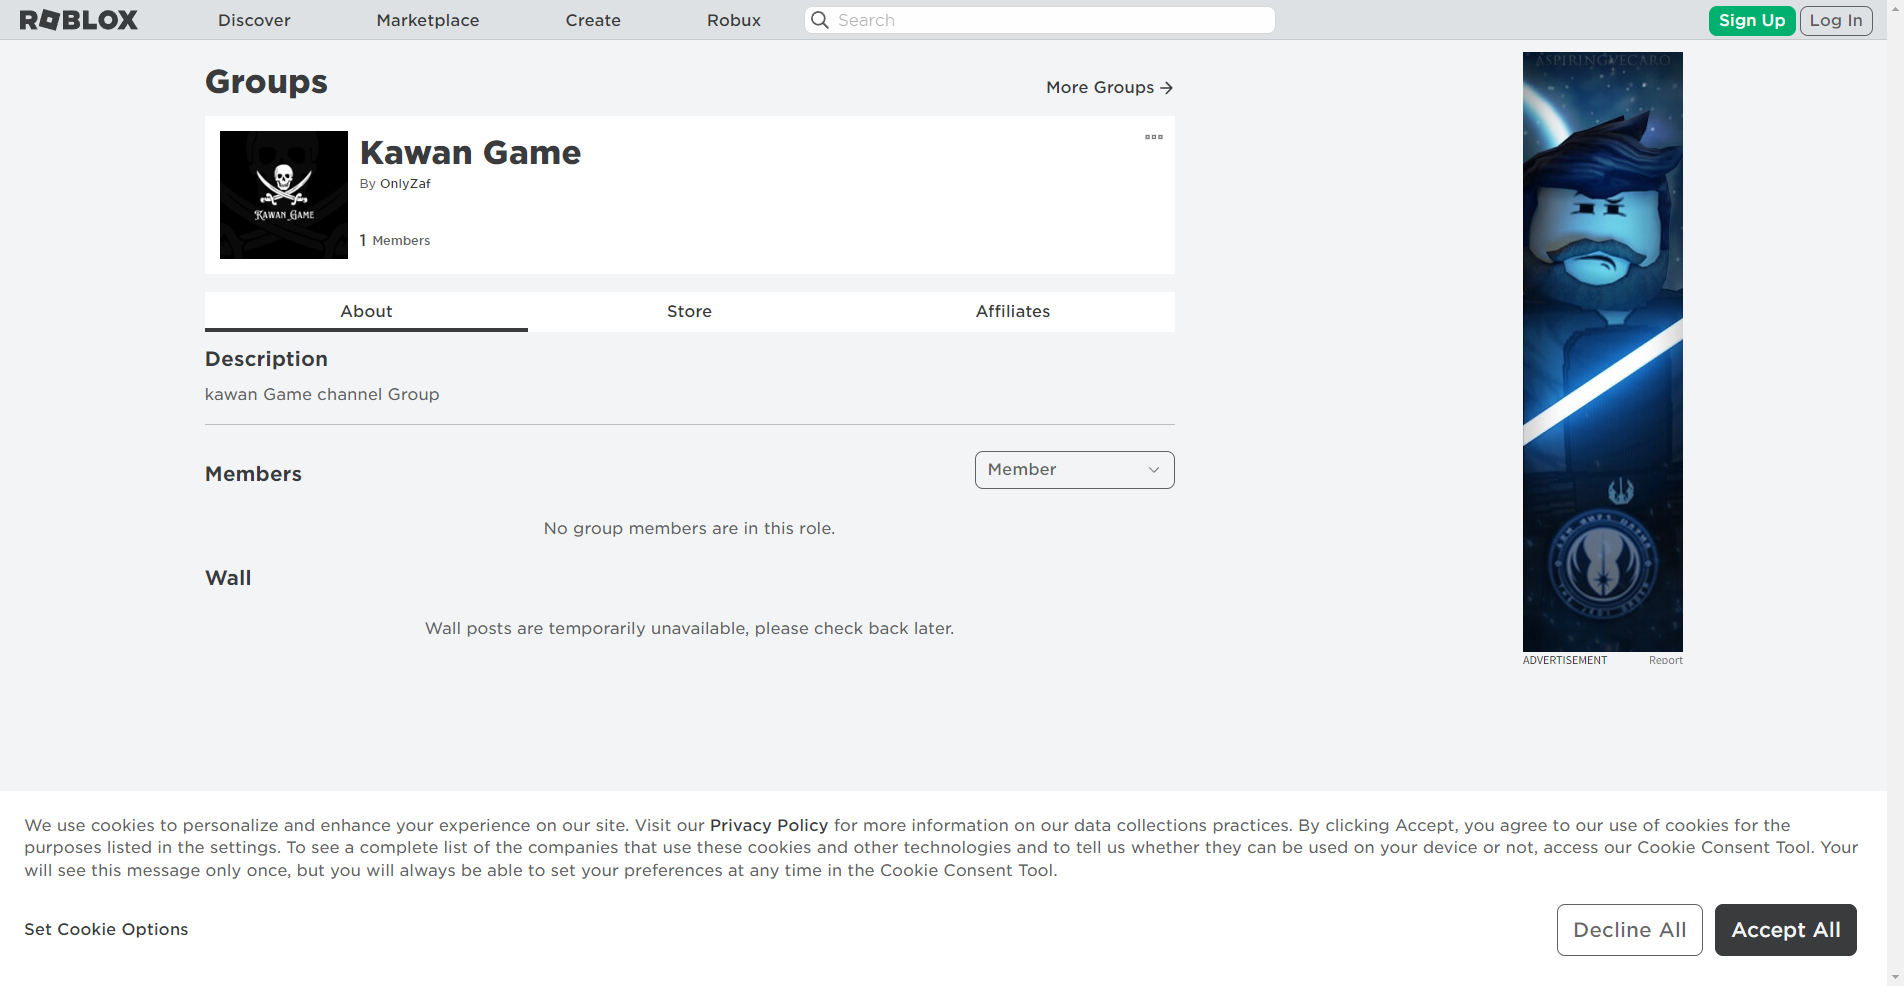 ROBLOX
Discover
Marketplace
Create
Robux
Search
Sign Up
Log In
Groups
More Groups
Kawan Game
Kawan Game
By OnlyZaf
1 Members
About
Store
Affiliates
Description
kawan Game channel Group
Members
Member
No group members are in this role.
Wall
Wall posts are temporarily unavailable, please check back later.
ASPIRINGVECARO
ADVERTISEMENT
Report
We use cookies to personalize and enhance your experience on our site. Visit our Privacy Policy for more information on our data collections practices. By clicking Accept, you agree to our use of cookies for the
purposes listed in the settings. To see a complete list of the companies that use these cookies and other technologies and to tell us whether they can be used on your device or not, access our Cookie Consent Tool. Your
will see this message only once, but you will always be able to set your preferences at any time in the Cookie Consent Tool.
Set Cookie Options
Decline All
Accept All